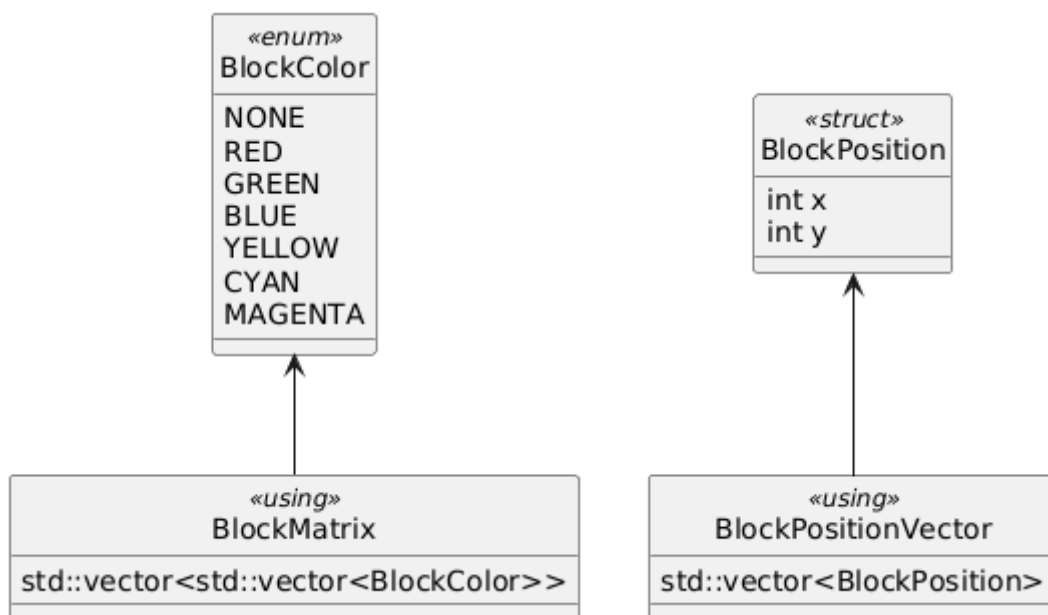 «enum»
BlockColor
NONE
RED
GREEN
BLUE
YELLOW
CYAN
MAGENTA
«struct»
BlockPosition
int x
int y
«using»
BlockMatrix
std::vector<std::vector<BlockColor>>
«using»
BlockPositionVector
std::vector<BlockPosition>